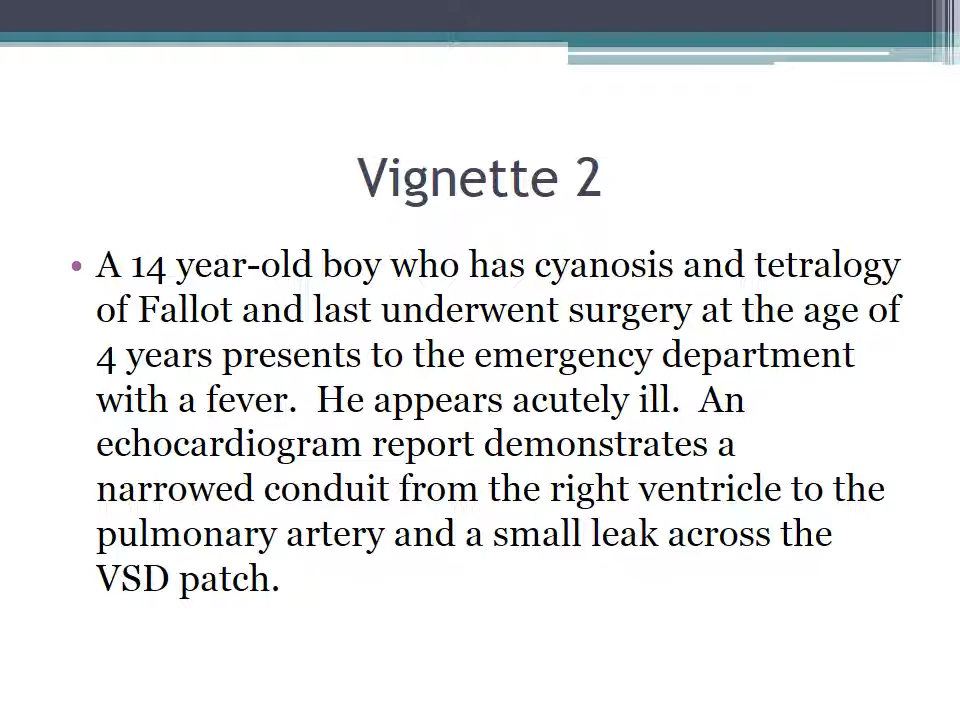 Vignette 2
• A 14 year-old boy who has cyanosis and tetralogy
of Fallot and last underwent surgery at the age of
4 years presents to the emergency department
with a fever.  He appears acutely ill.  An
echocardiogram report demonstrates a
narrowed conduit from the right ventricle to the
pulmonary artery and a small leak across the
VSD patch.